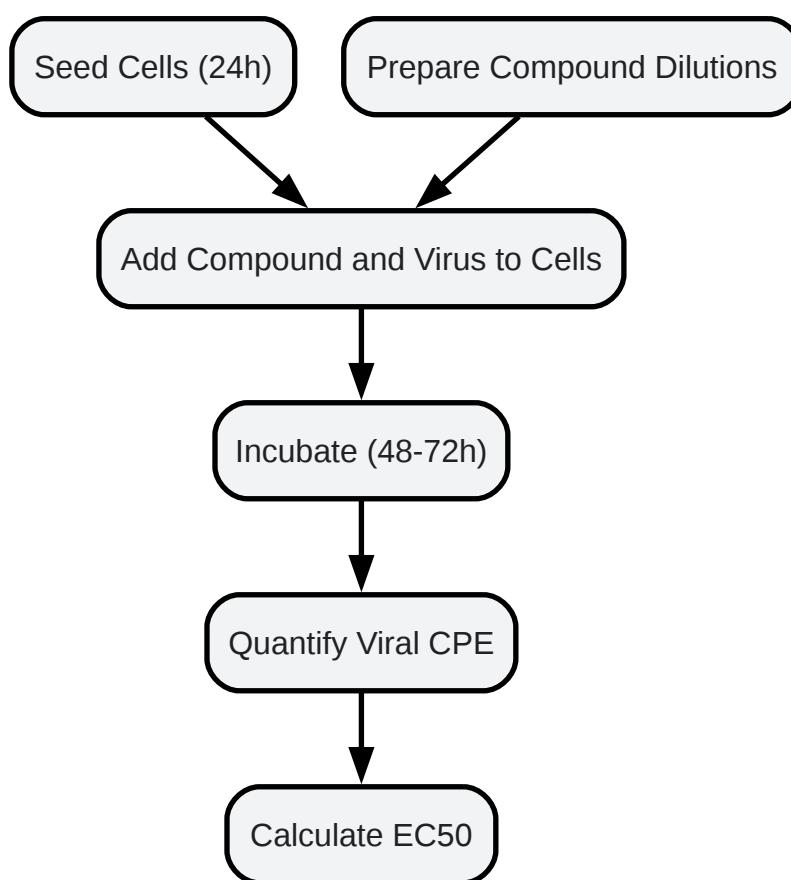 Seed Cells (24h)
Prepare Compound Dilutions
Add Compound and Virus to Cells
Incubate (48-72h)
Quantify Viral CPE
Calculate EC50